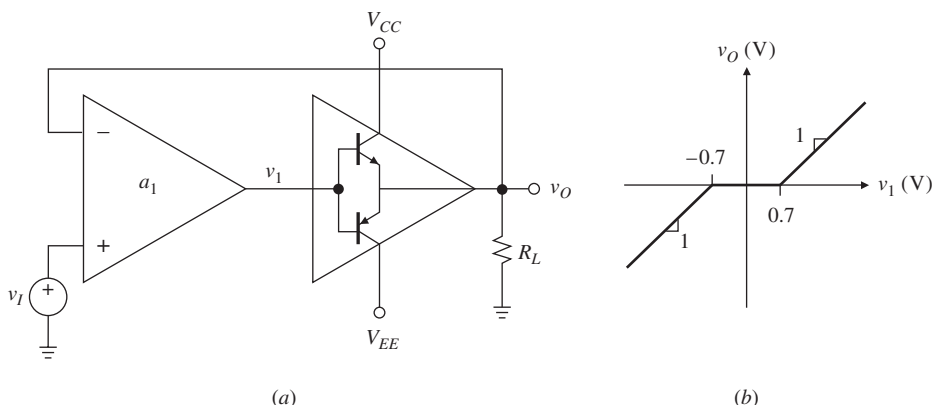 V_CC
v_O (V)
−
1
a_1
v_1
−0.7
v_O
v_1 (V)
0.7
+
1
R_L
v_I
+
V_EE
(a)
(b)